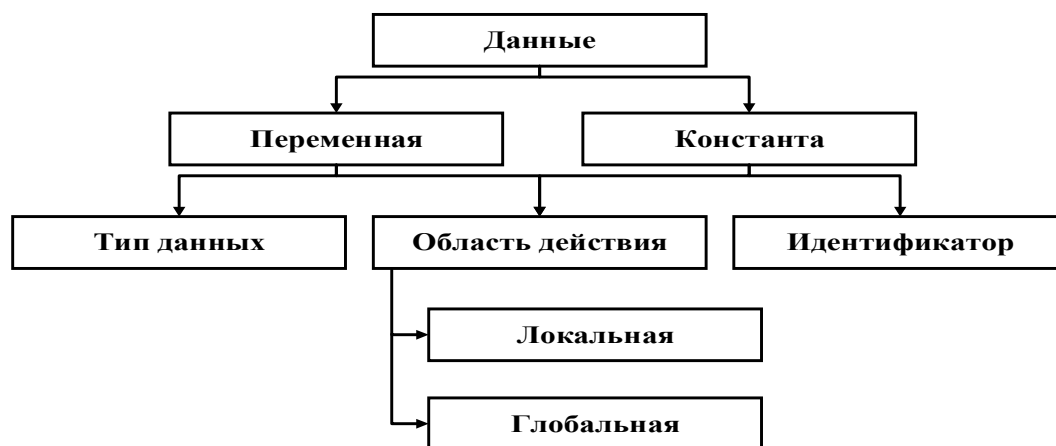 Данные
Переменная
Константа
Тип данных
Область действия
Идентификатор
Локальная
Глобальная